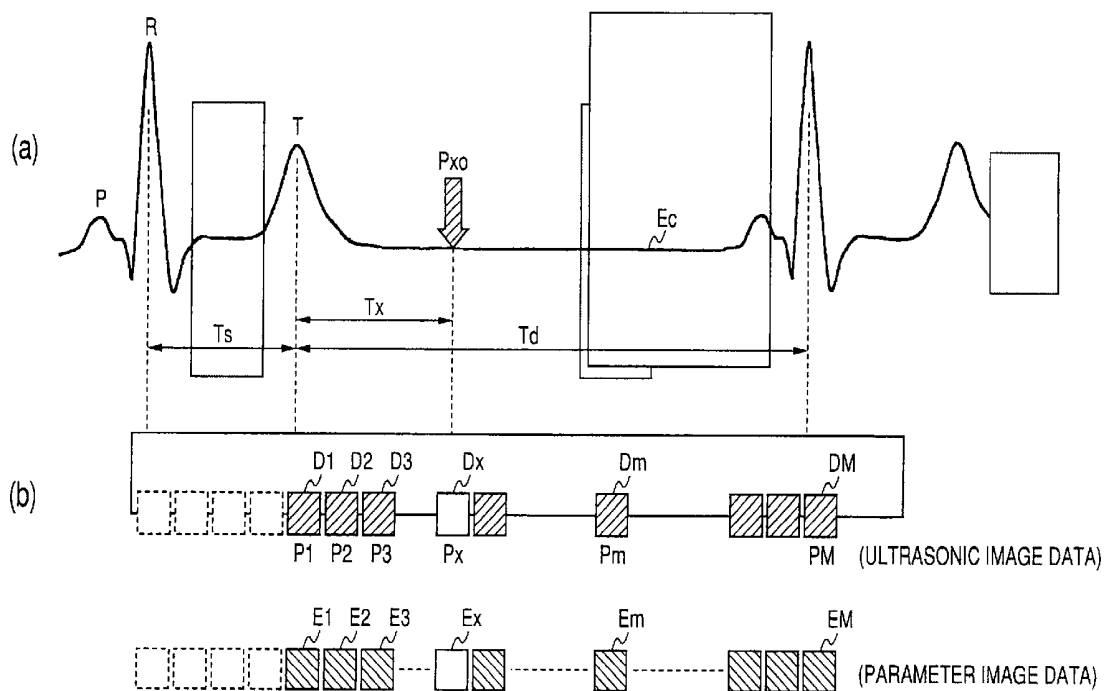 (a)
R
T
P
Pxo
Ec
Tx
Ts
Td
(b)
D1 D2 D3 Dx Dm DM
P1 P2 P3 Px Pm PM
(ULTRASONIC IMAGE DATA)
E1 E2 E3 Ex Em EM
(PARAMETER IMAGE DATA)